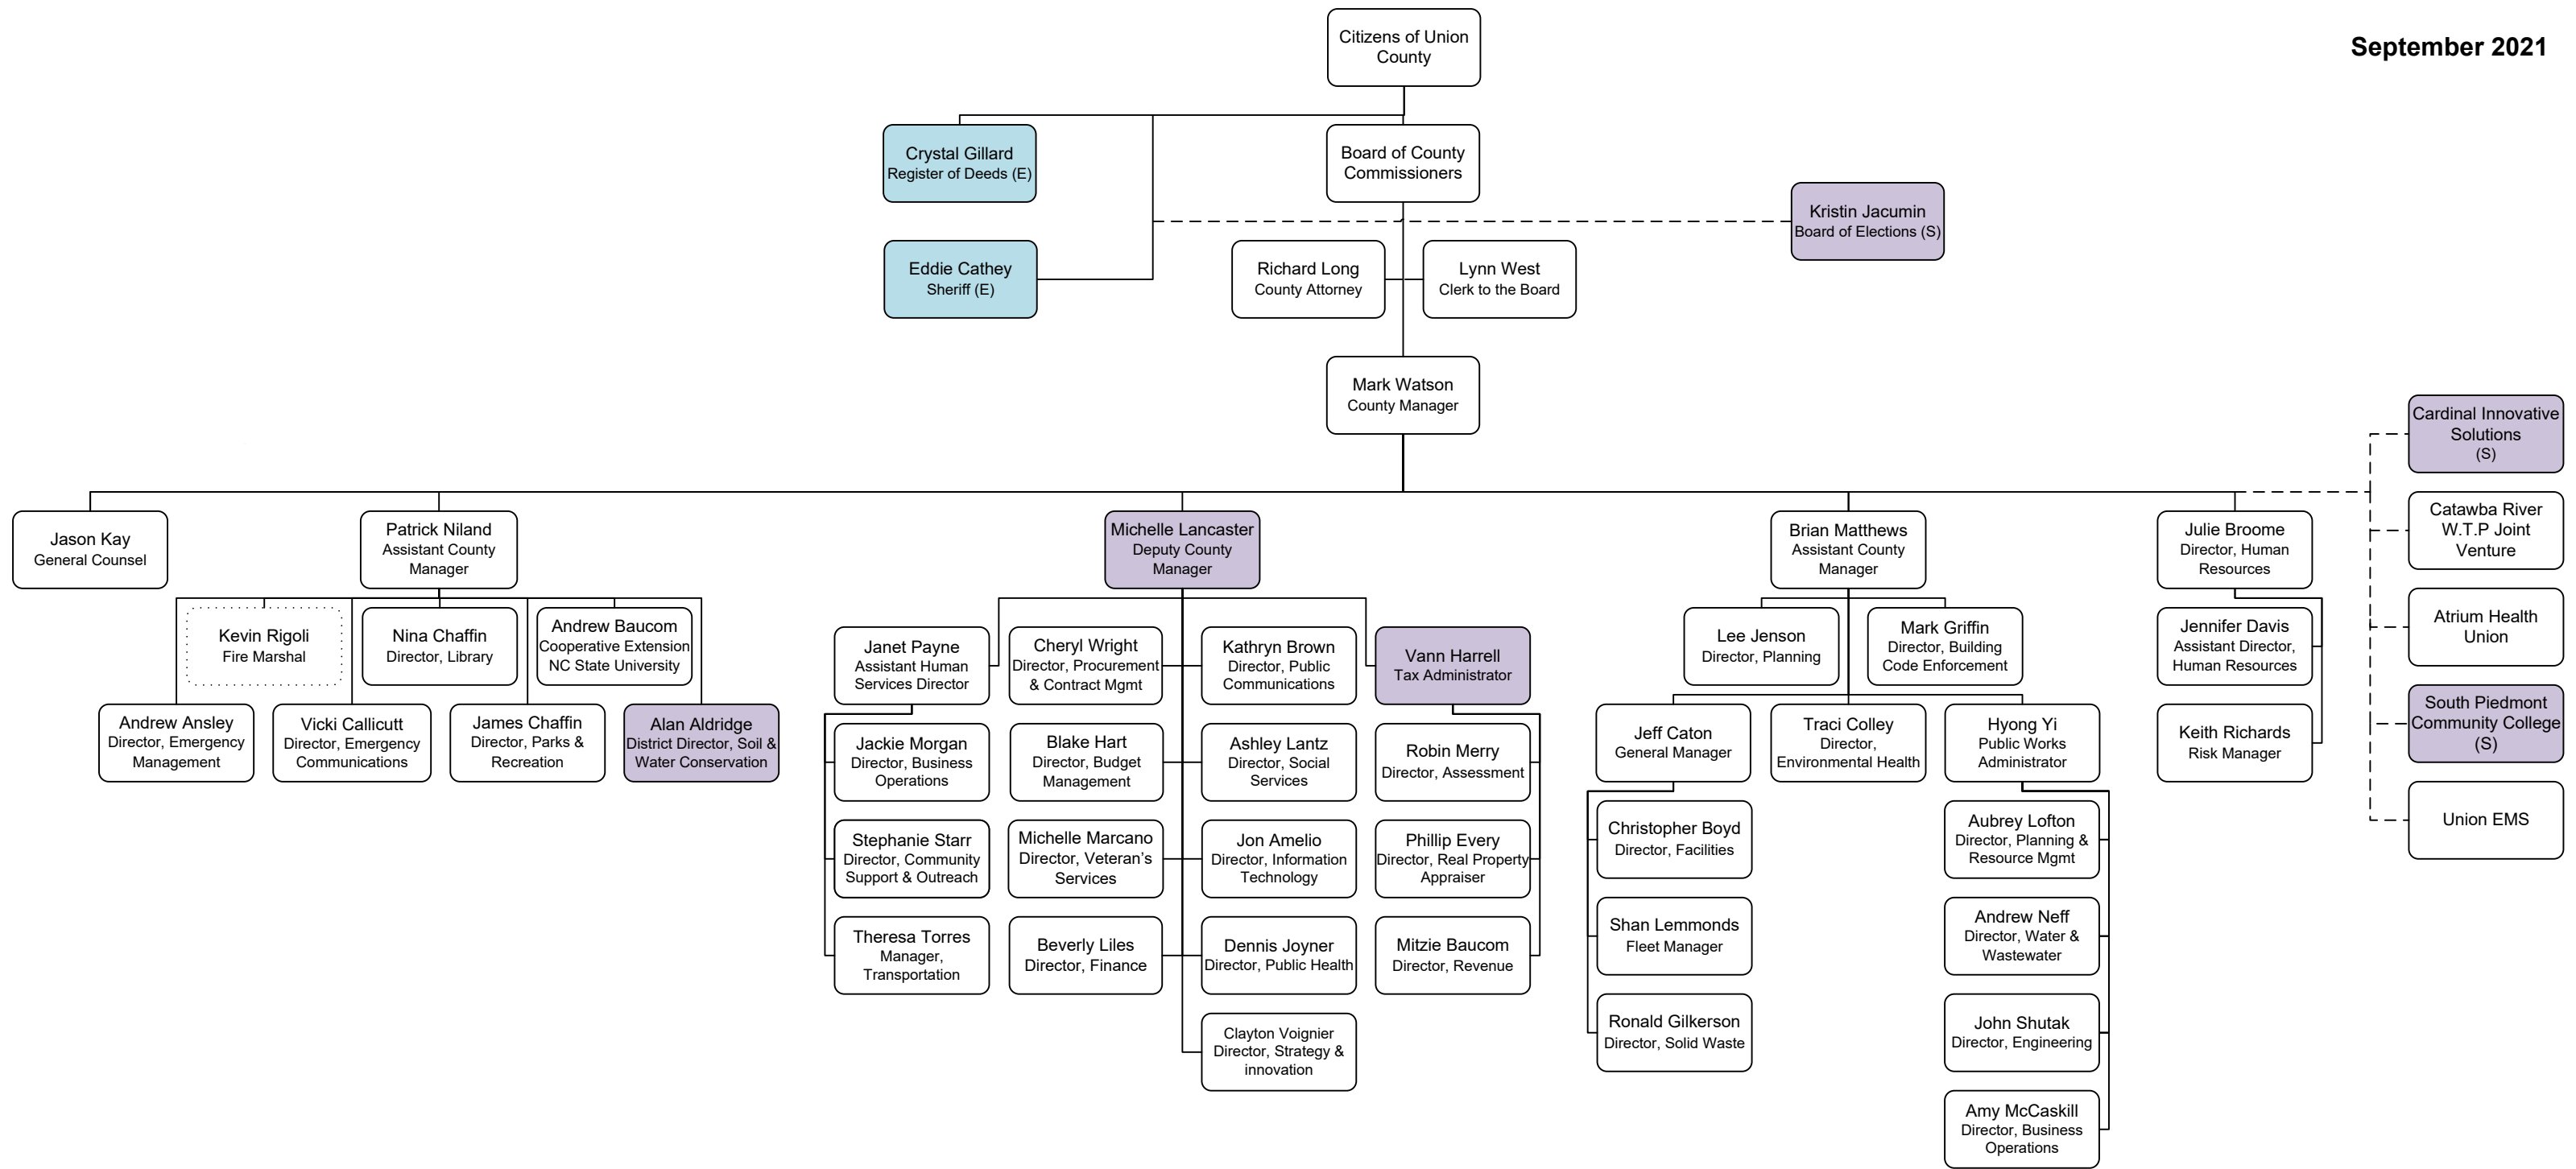 September 2021
Citizens of Union
County
Crystal Gillard
Register of Deeds (E)
Board of County
Commissioners
Kristin Jacumin
Board of Elections (S)
Eddie Cathey
Sheriff (E)
Richard Long
County Attorney
Lynn West
Clerk to the Board
Mark Watson
County Manager
Jason Kay
General Counsel
Patrick Niland
Assistant County
Manager
Michelle Lancaster
Deputy County
Manager
Brian Matthews
Assistant County
Manager
Julie Broome
Director, Human
Resources
Cardinal Innovative
Solutions
(S)
Catawba River
W.T.P Joint
Venture
Atrium Health
Union
South Piedmont
Community College
(S)
Union EMS
Kevin Rigoli
Fire Marshal
Nina Chaffin
Director, Library
Andrew Baucom
Cooperative Extension
NC State University
Andrew Ansley
Director, Emergency
Management
Vicki Callicutt
Director, Emergency
Communications
James Chaffin
Director, Parks &
Recreation
Alan Aldridge
District Director, Soil &
Water Conservation
Janet Payne
Assistant Human
Services Director
Jackie Morgan
Director, Business
Operations
Stephanie Starr
Director, Community
Support & Outreach
Theresa Torres
Manager,
Transportation
Cheryl Wright
Director, Procurement
& Contract Mgmt
Blake Hart
Director, Budget
Management
Michelle Marcano
Director, Veteran’s
Services
Beverly Liles
Director, Finance
Kathryn Brown
Director, Public
Communications
Ashley Lantz
Director, Social
Services
Jon Amelio
Director, Information
Technology
Dennis Joyner
Director, Public Health
Clayton Voignier
Director, Strategy &
innovation
Vann Harrell
Tax Administrator
Robin Merry
Director, Assessment
Phillip Every
Director, Real Property
Appraiser
Mitzie Baucom
Director, Revenue
Lee Jenson
Director, Planning
Mark Griffin
Director, Building
Code Enforcement
Jeff Caton
General Manager
Traci Colley
Director,
Environmental Health
Hyong Yi
Public Works
Administrator
Christopher Boyd
Director, Facilities
Shan Lemmonds
Fleet Manager
Ronald Gilkerson
Director, Solid Waste
Aubrey Lofton
Director, Planning &
Resource Mgmt
Andrew Neff
Director, Water &
Wastewater
John Shutak
Director, Engineering
Amy McCaskill
Director, Business
Operations
Jennifer Davis
Assistant Director,
Human Resources
Keith Richards
Risk Manager